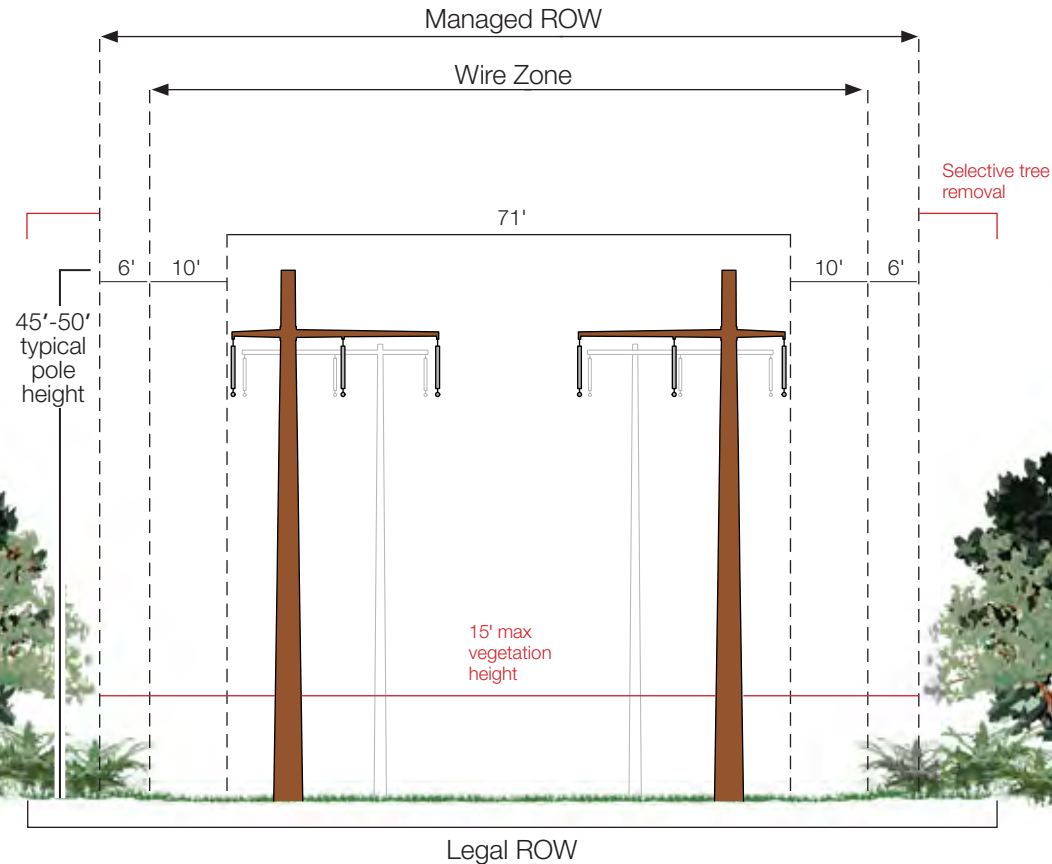 Managed ROW
Wire Zone
Selective tree
removal
71'
6'
10'
10'
6'
45'-50'
typical
pole
height
15' max
vegetation
height
Legal ROW